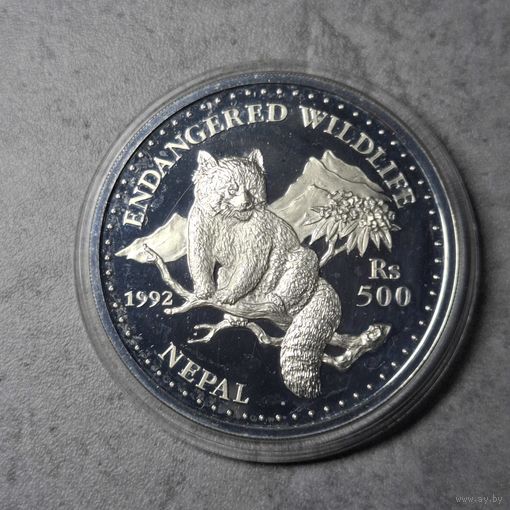 ENDANGERED WILDLIFE
Rs
1992 500
NEPAL
www.ay.by